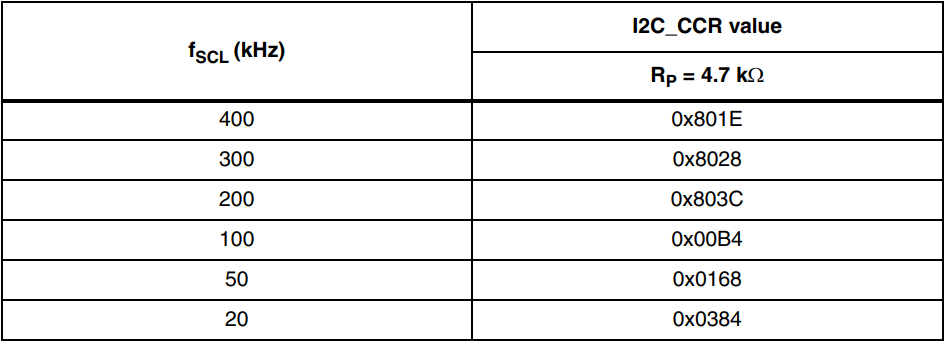 fSCL (kHz)
I2C_CCR value
RP = 4.7 kΩ
400 0x801E
300 0x8028
200 0x803C
100 0x00B4
50 0x0168
20 0x0384